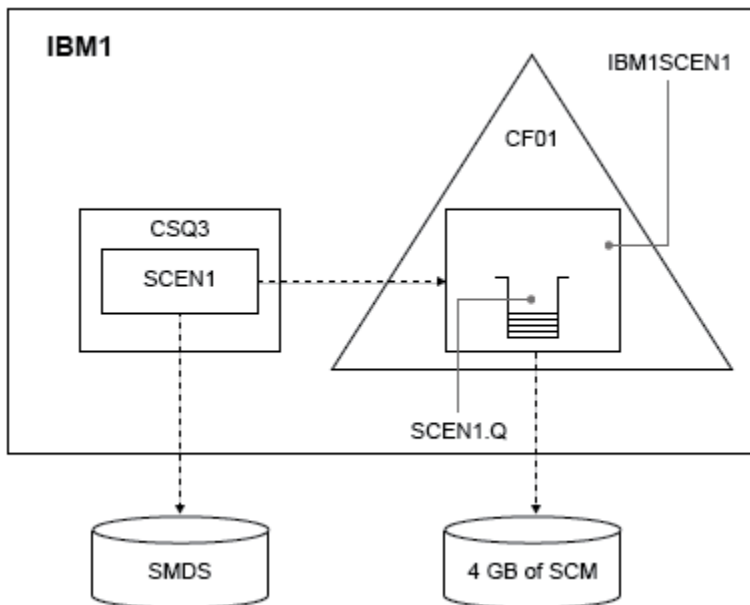 IBM1
IBM1SCEN1
CF01
CSQ3
SCEN1
SCEN1.Q
SMDS
4 GB of SCM